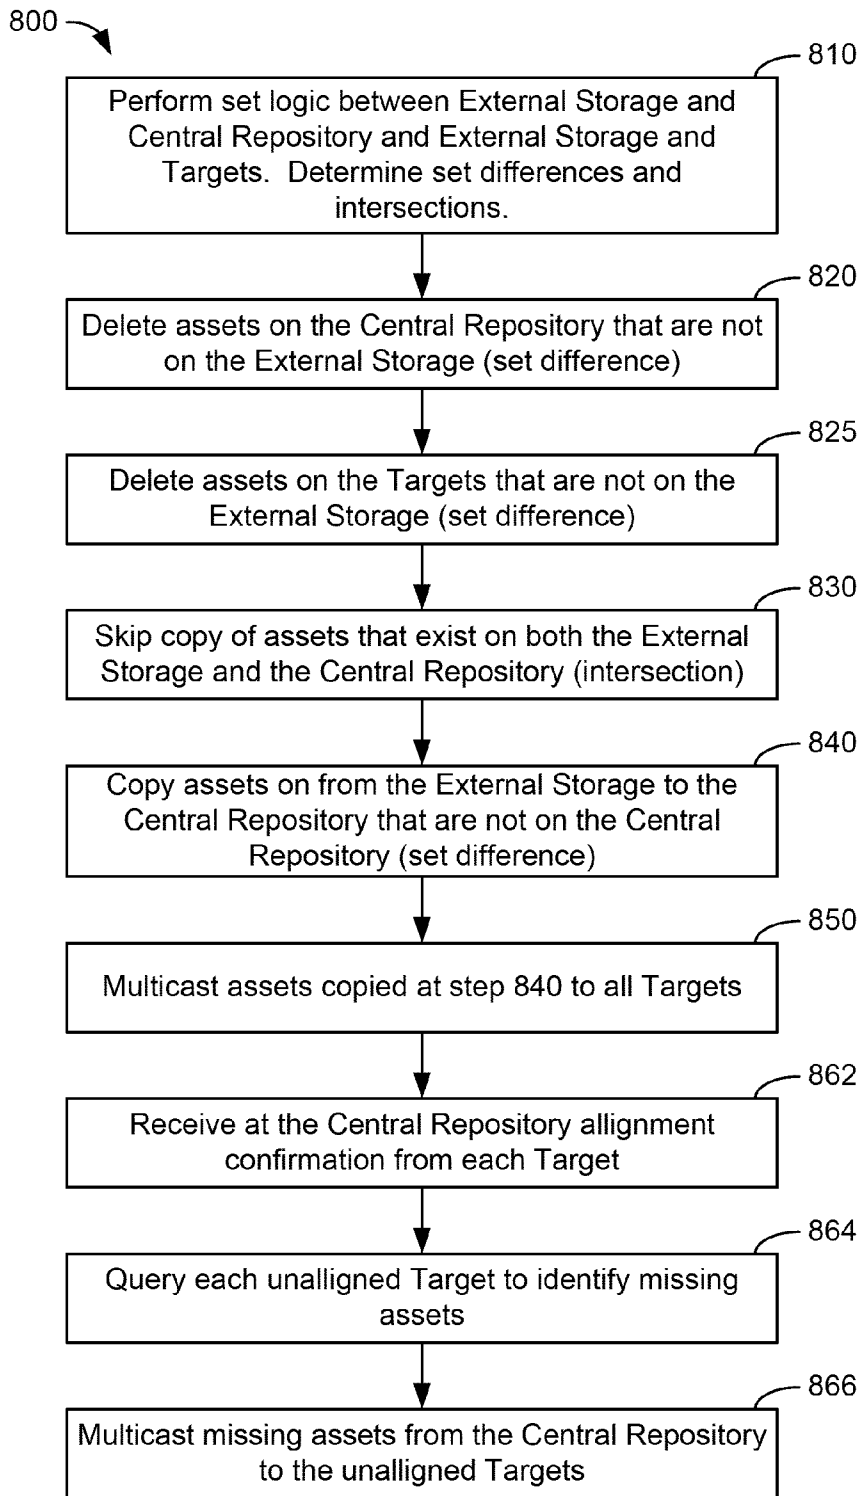 800
810
Perform set logic between External Storage and
Central Repository and External Storage and
Targets.  Determine set differences and
intersections.
820
Delete assets on the Central Repository that are not
on the External Storage (set difference)
825
Delete assets on the Targets that are not on the
External Storage (set difference)
830
Skip copy of assets that exist on both the External
Storage and the Central Repository (intersection)
840
Copy assets on from the External Storage to the
Central Repository that are not on the Central
Repository (set difference)
850
Multicast assets copied at step 840 to all Targets
862
Receive at the Central Repository allignment
confirmation from each Target
864
Query each unalligned Target to identify missing
assets
866
Multicast missing assets from the Central Repository
to the unalligned Targets